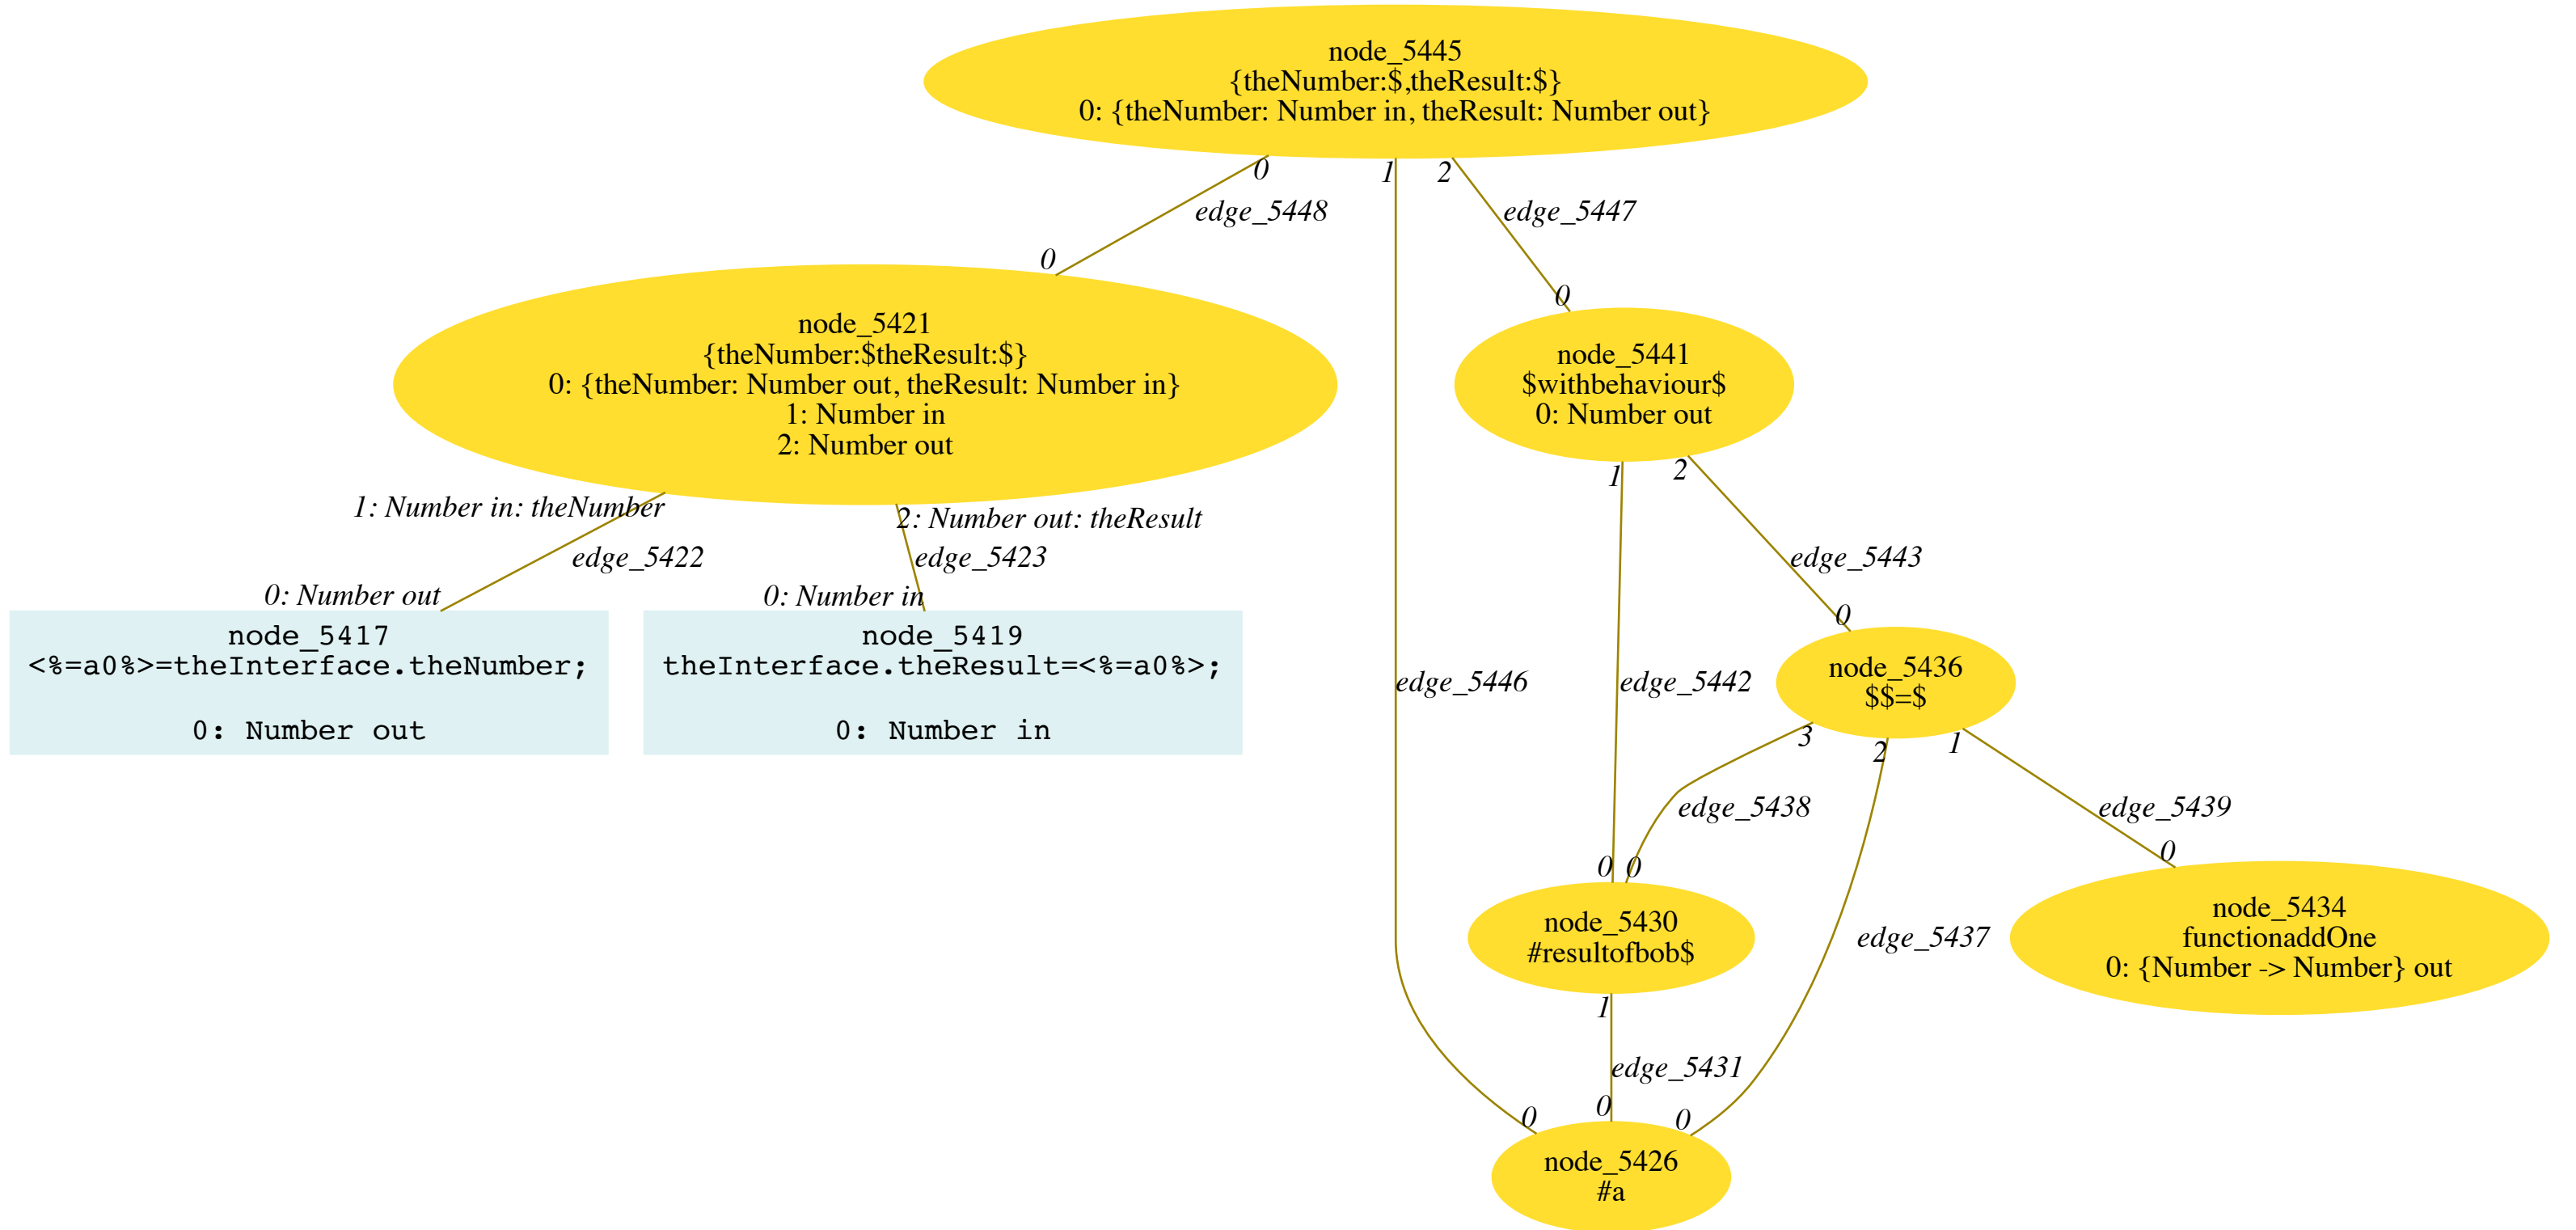 node_5445
{theNumber:$,theResult:$}
0: {theNumber: Number in, theResult: Number out}
0
1
2
edge_5448
edge_5447
0
0
node_5421
{theNumber:$theResult:$}
0: {theNumber: Number out, theResult: Number in}
1: Number in
2: Number out
node_5441
$withbehaviour$
0: Number out
1: Number in: theNumber
2: Number out: theResult
1
2
edge_5422
edge_5423
edge_5443
0: Number out
0: Number in
0
node_5417
<%=a0%>=theInterface.theNumber;
0: Number out
node_5419
theInterface.theResult=<%=a0%>;
0: Number in
edge_5446
edge_5442
node_5436
$$=$
3
2
1
edge_5438
edge_5439
0
0
0
node_5430
#resultofbob$
edge_5437
node_5434
functionaddOne
0: {Number -> Number} out
1
edge_5431
0
0
0
node_5426
#a